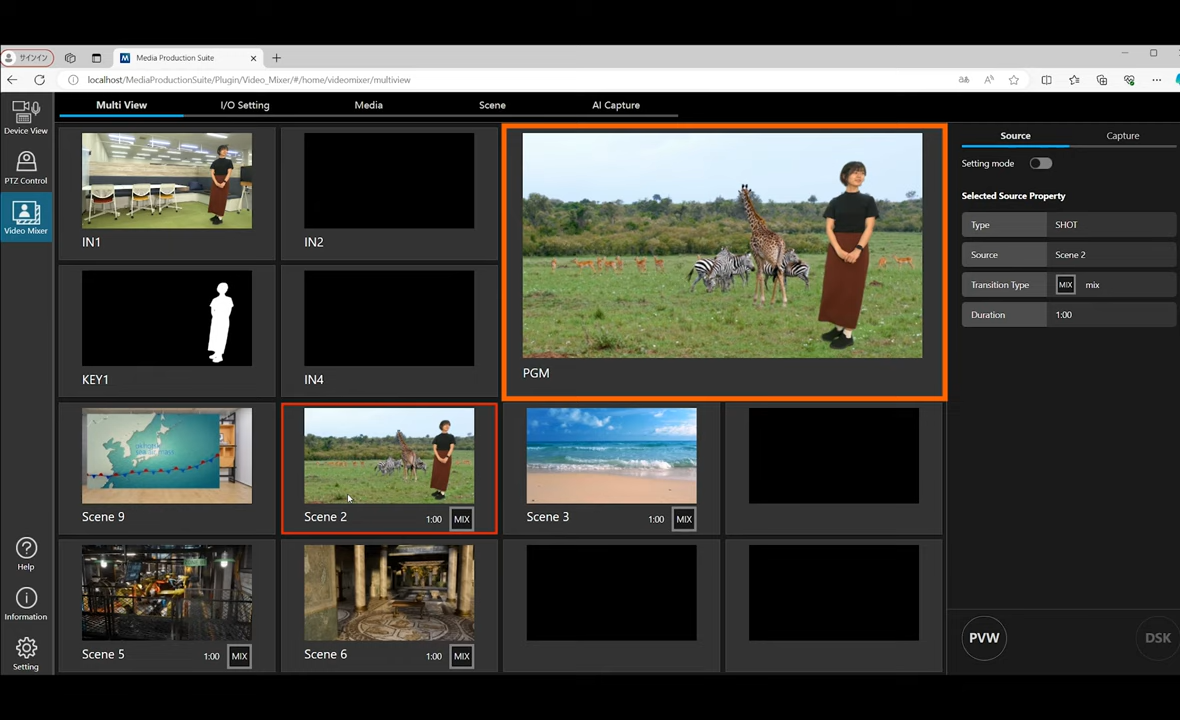 サインイン
Media Production Suite
localhost/MediaProductionSuite/Plugin/Video_Mixer/#/home/videomixer/multiview
Multi View
I/O Setting
Media
Scene
AI Capture
Device View
PTZ Control
Video Mixer
Help
Information
Setting
IN1
IN2
PGM
KEY1
IN4
Scene 9
Scene 2
1:00
MIX
Scene 3
1:00
MIX
Scene 5
1:00
MIX
Scene 6
1:00
MIX
Source
Capture
Setting mode
Selected Source Property
Type
SHOT
Source
Scene 2
Transition Type
MIX
mix
Duration
1:00
PVW
DSK